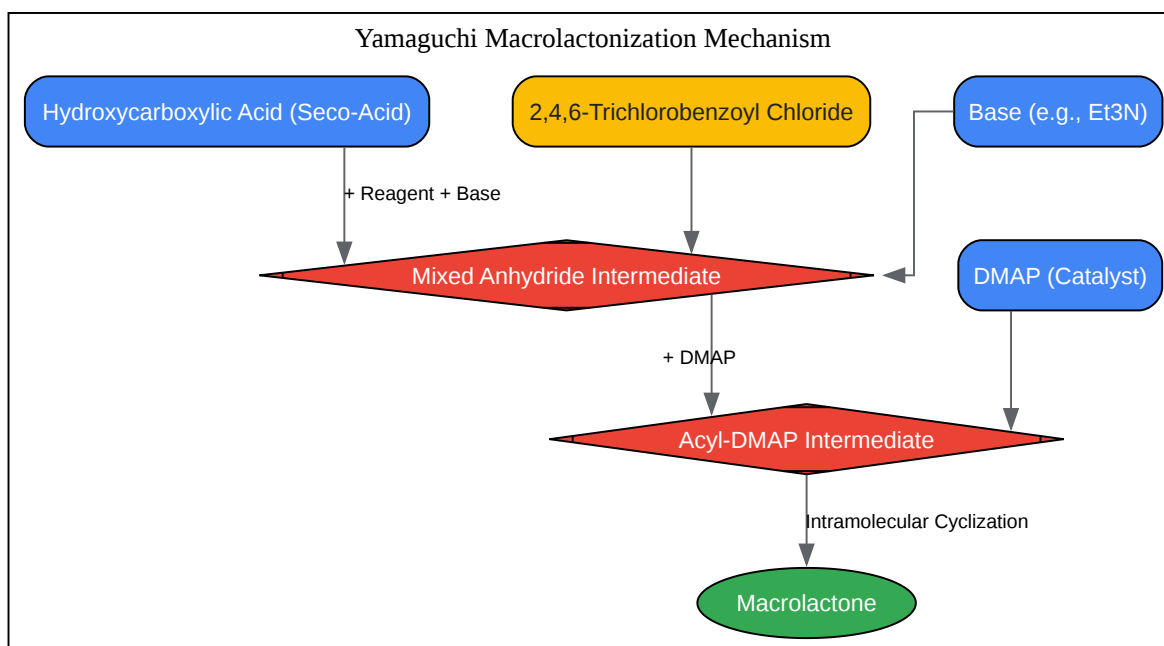 Yamaguchi Macrolactonization Mechanism
Hydroxycarboxylic Acid (Seco-Acid)
2,4,6-Trichlorobenzoyl Chloride
Base (e.g., Et3N)
+ Reagent + Base
Mixed Anhydride Intermediate
DMAP (Catalyst)
+ DMAP
Acyl-DMAP Intermediate
Intramolecular Cyclization
Macrolactone